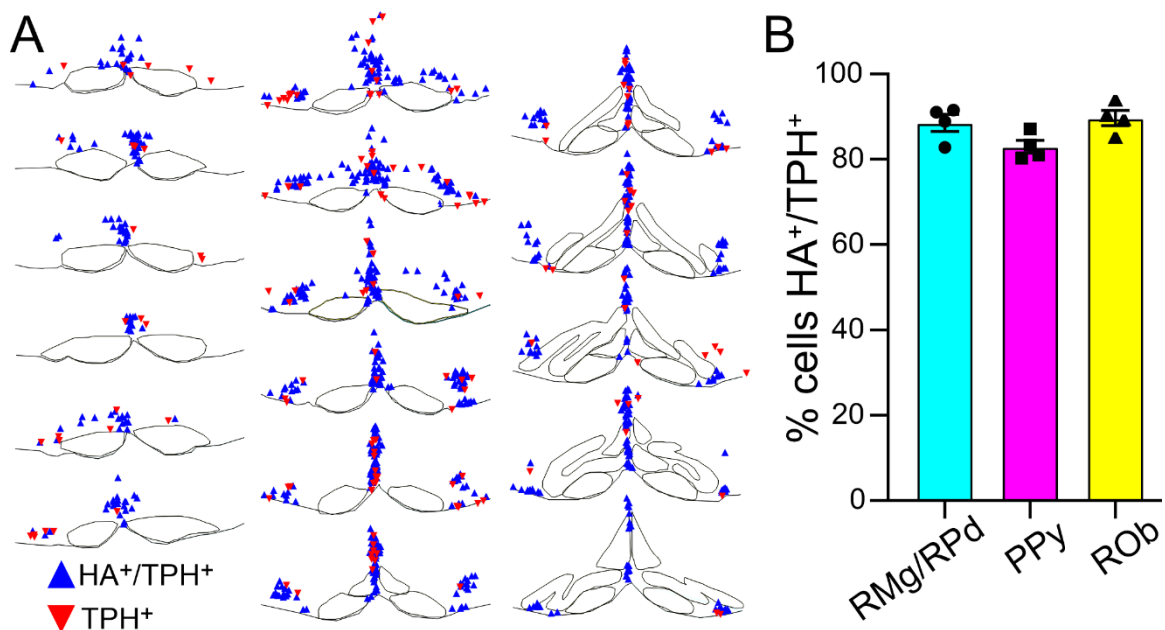 A
HA⁺/TPH⁺
TPH⁺
B
% cells HA⁺/TPH⁺
100
80
60
40
20
0
RMg/RPd
PPy
ROb